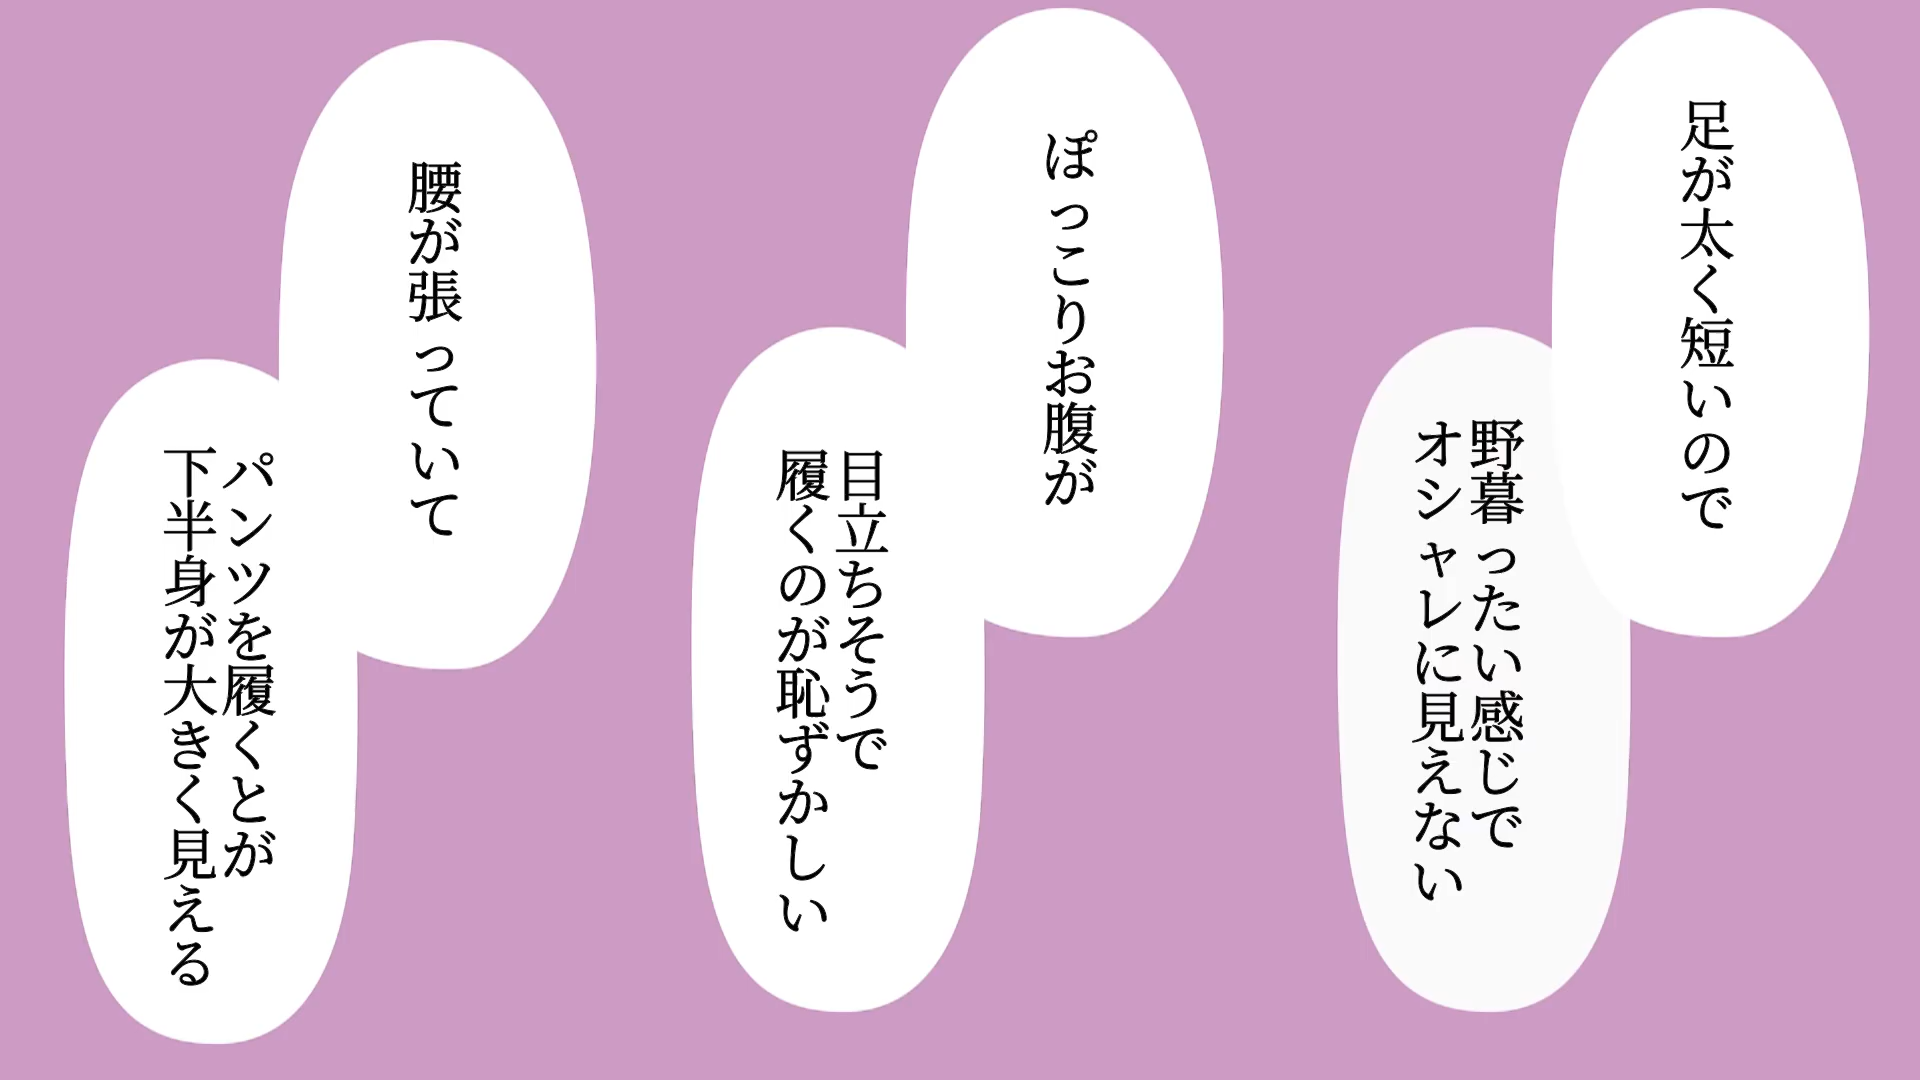 足が太く短いので
野暮ったい感じで
オシャレに見えない
ぽっこりお腹が
目立ちそうで
履くのが恥ずかしい
腰が張っていて
パンツを履くとが
下半身が大きく見える